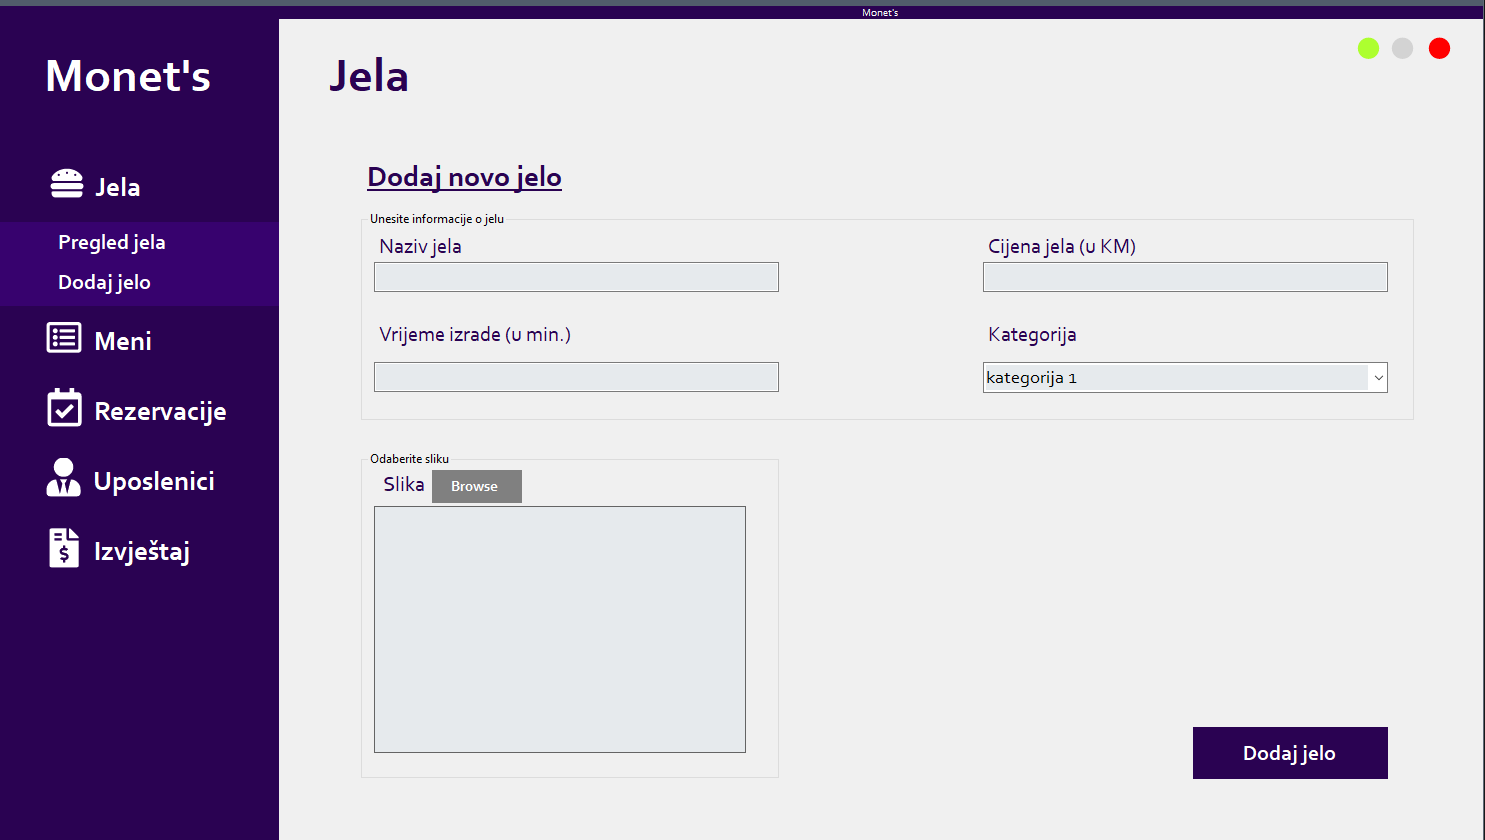 Monet's
Monet's
Jela
Pregled jela
Dodaj jelo
Meni
Rezervacije
Uposlenici
Izvještaj
Jela
Dodaj novo jelo
Unesite informacije o jelu
Naziv jela
Cijena jela (u KM)
Vrijeme izrade (u min.)
Kategorija
kategorija 1
Odaberite sliku
Slika
Browse
Dodaj jelo